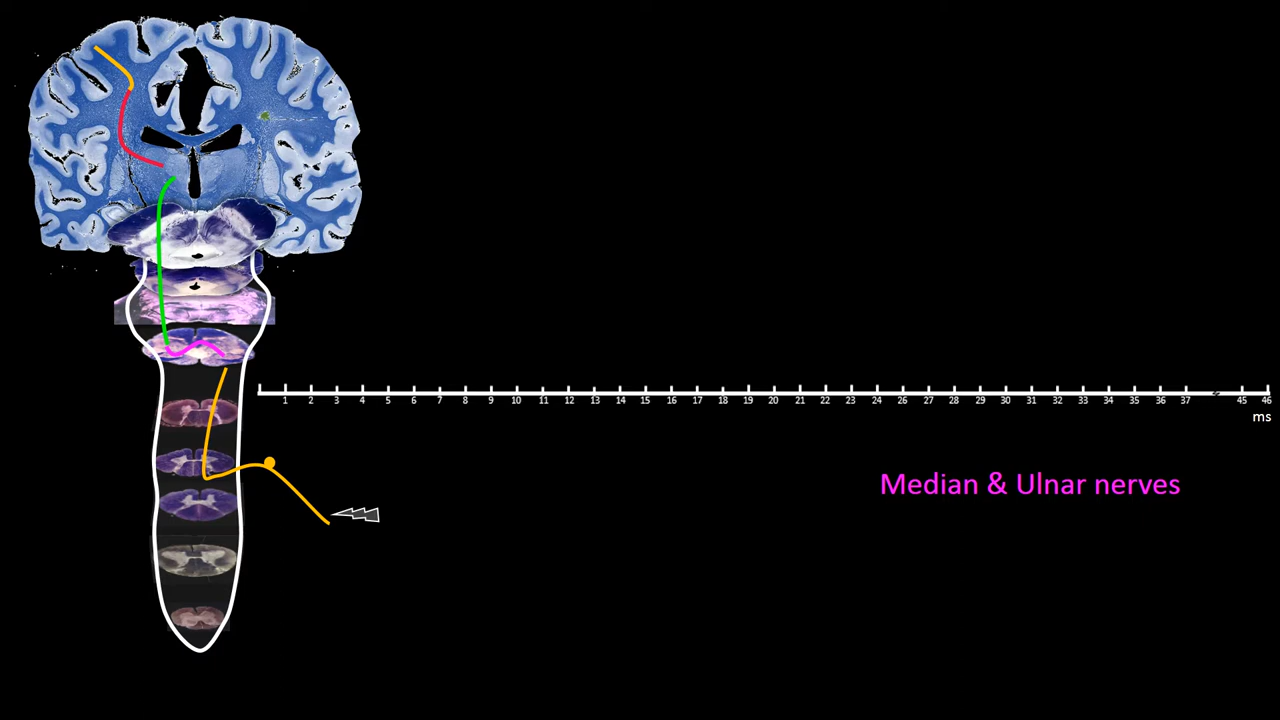 1 2 3 4 5 6 7 8 9 10 11 12 13 14 15 16 17 18 19 20 21 22 23 24 25 26 27 28 29 30 31 32 33 34 35 36 37 45 46
ms
Median & Ulnar nerves